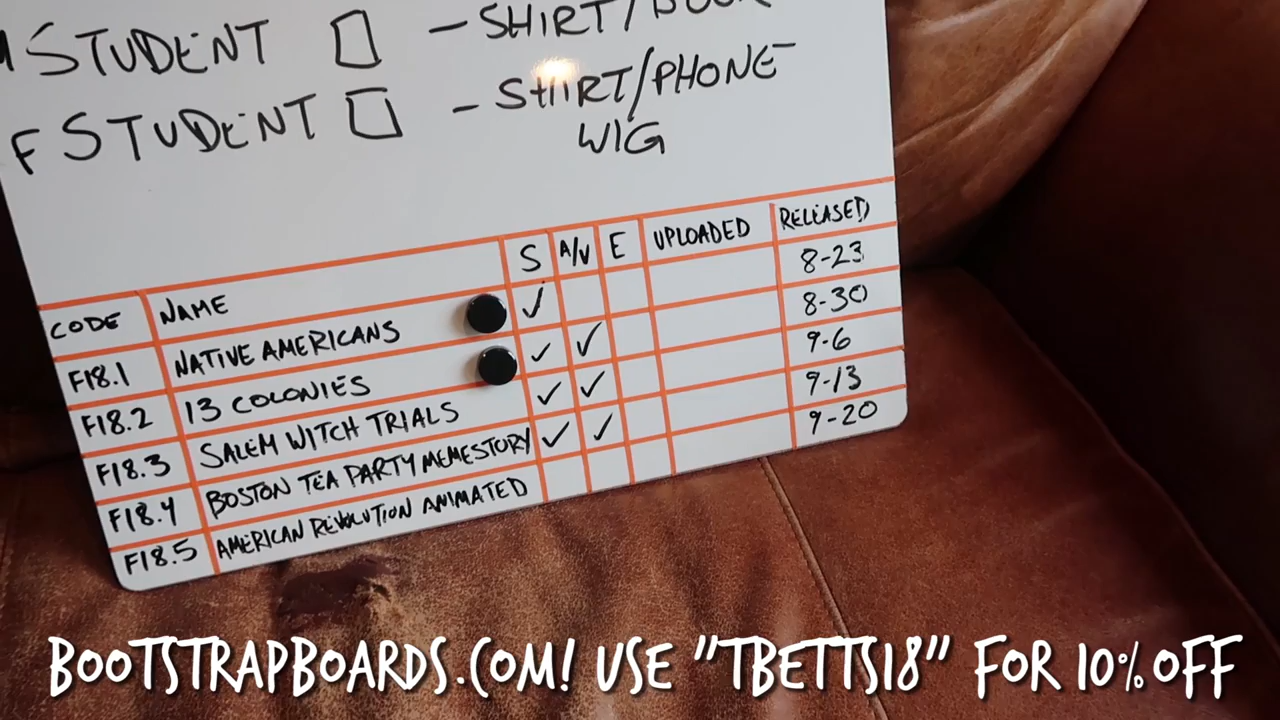 M STUDENT - SHIRT/BOOK
F STUDENT - SHIRT/PHONE
WIG
CODE NAME S A/V E UPLOADED RELEASED
F18.1 NATIVE AMERICANS ✓ 8-23
F18.2 13 COLONIES ✓ ✓ 8-30
F18.3 SALEM WITCH TRIALS ✓ ✓ 9-6
F18.4 BOSTON TEA PARTY MEMESTORY ✓ ✓ 9-13
F18.5 AMERICAN REVOLUTION ANIMATED 9-20
BOOTSTRAPBOARDS.COM! USE "TBETTS18" FOR 10% OFF